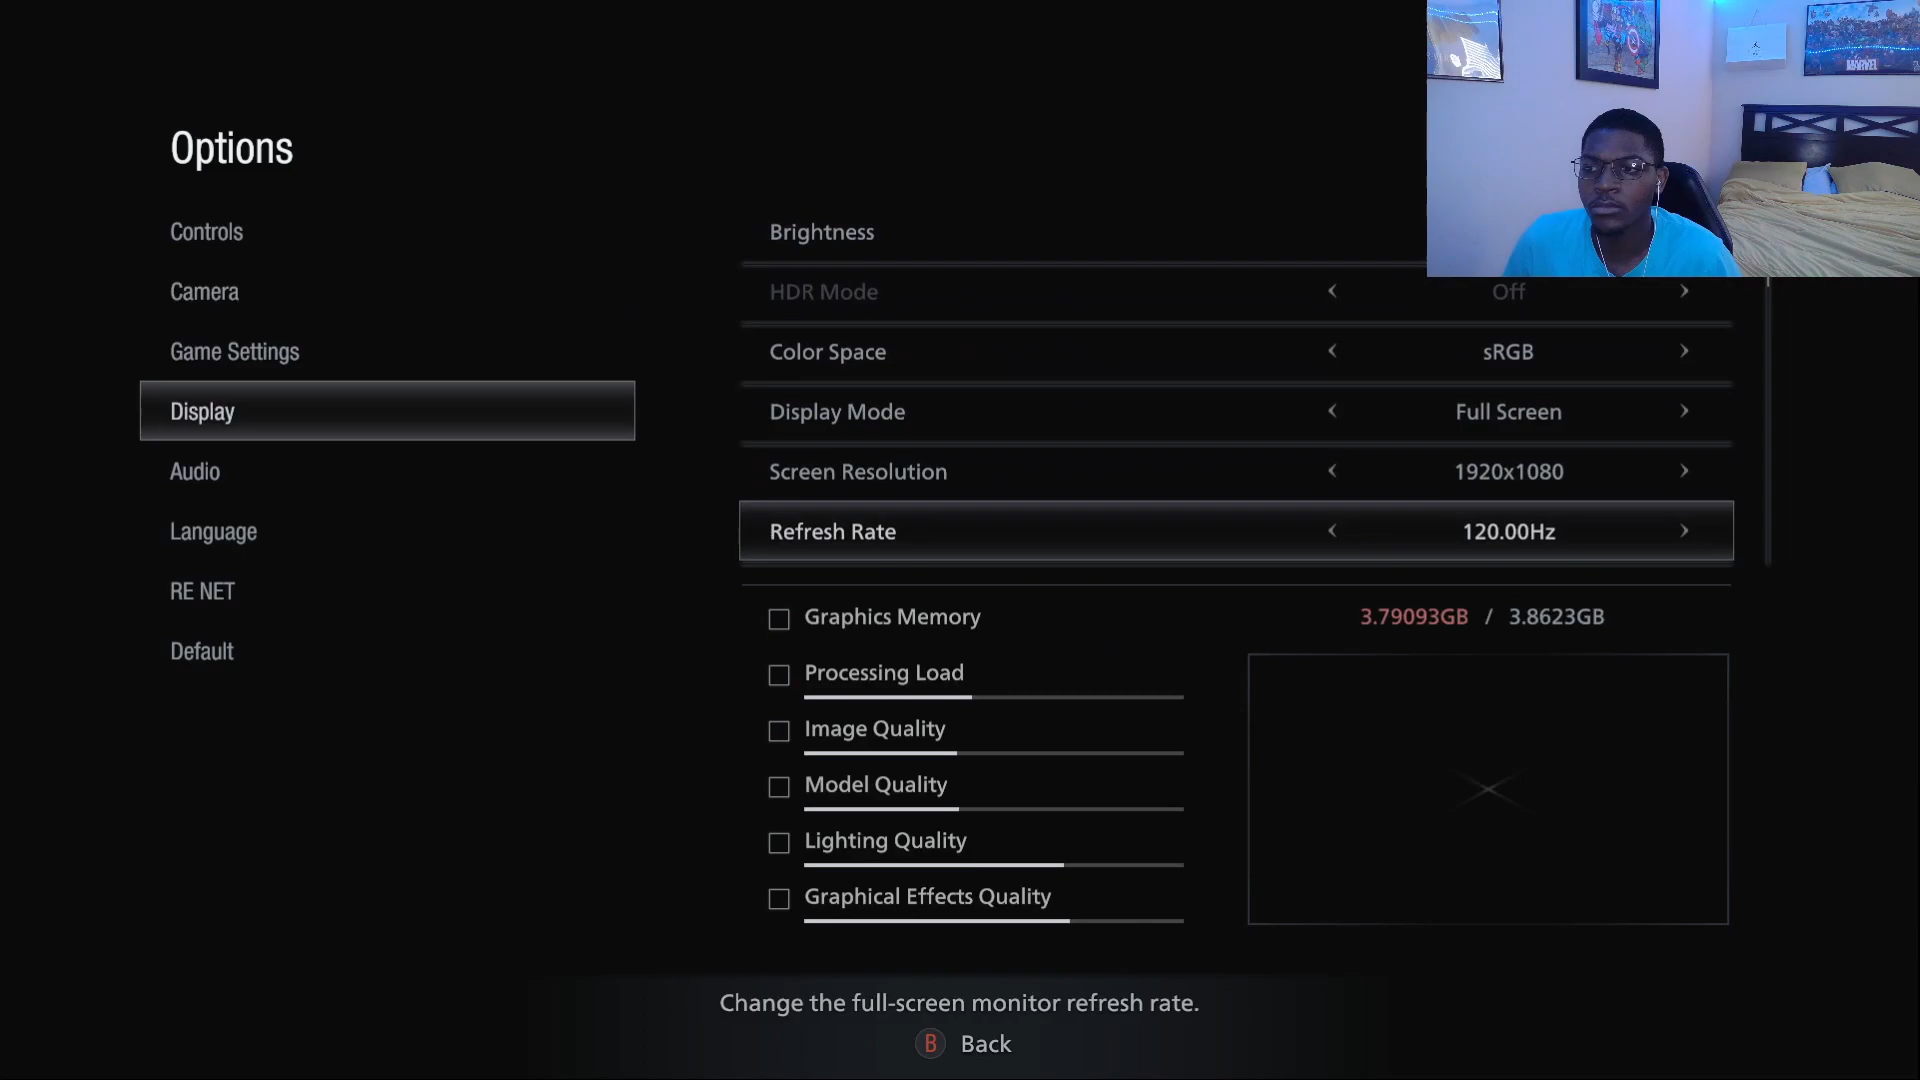 MARVEL
Options
Controls
Camera
Game Settings
Display
Audio
Language
RE NET
Default
Brightness
HDR Mode < Off >
Color Space < sRGB >
Display Mode < Full Screen >
Screen Resolution < 1920x1080 >
Refresh Rate < 120.00Hz >
Graphics Memory 3.79093GB / 3.8623GB
Processing Load
Image Quality
Model Quality
Lighting Quality
Graphical Effects Quality
Change the full-screen monitor refresh rate.
B Back